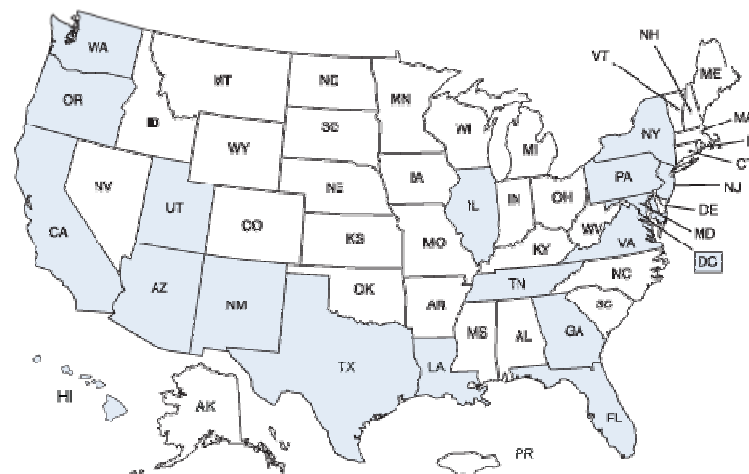 NH
WA
VT
ME
MT
ND
OR
MN
MA
ID
SD
WI
NY
WY
MI
IA
PA
NE
NV
NJ
UT
IL
IN
OH
DE
CO
WV
MD
CA
KS
MO
KY
VA
DC
NC
TN
AZ
OK
NM
AR
SC
MS
AL
GA
TX
LA
HI
AK
FL
PR